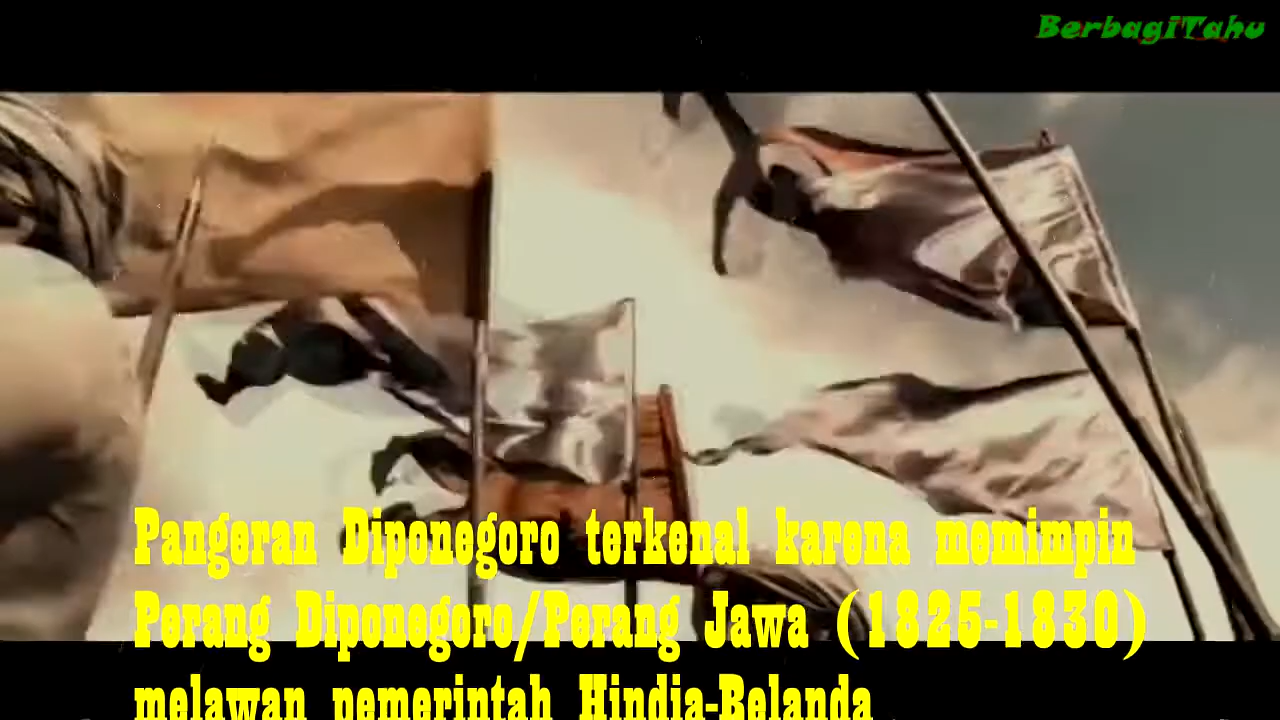 BerbagiTahu
Pangeran Diponegoro terkenal karena memimpin
Perang Diponegoro/Perang Jawa (1825-1830)
melawan pemerintah Hindia-Belanda